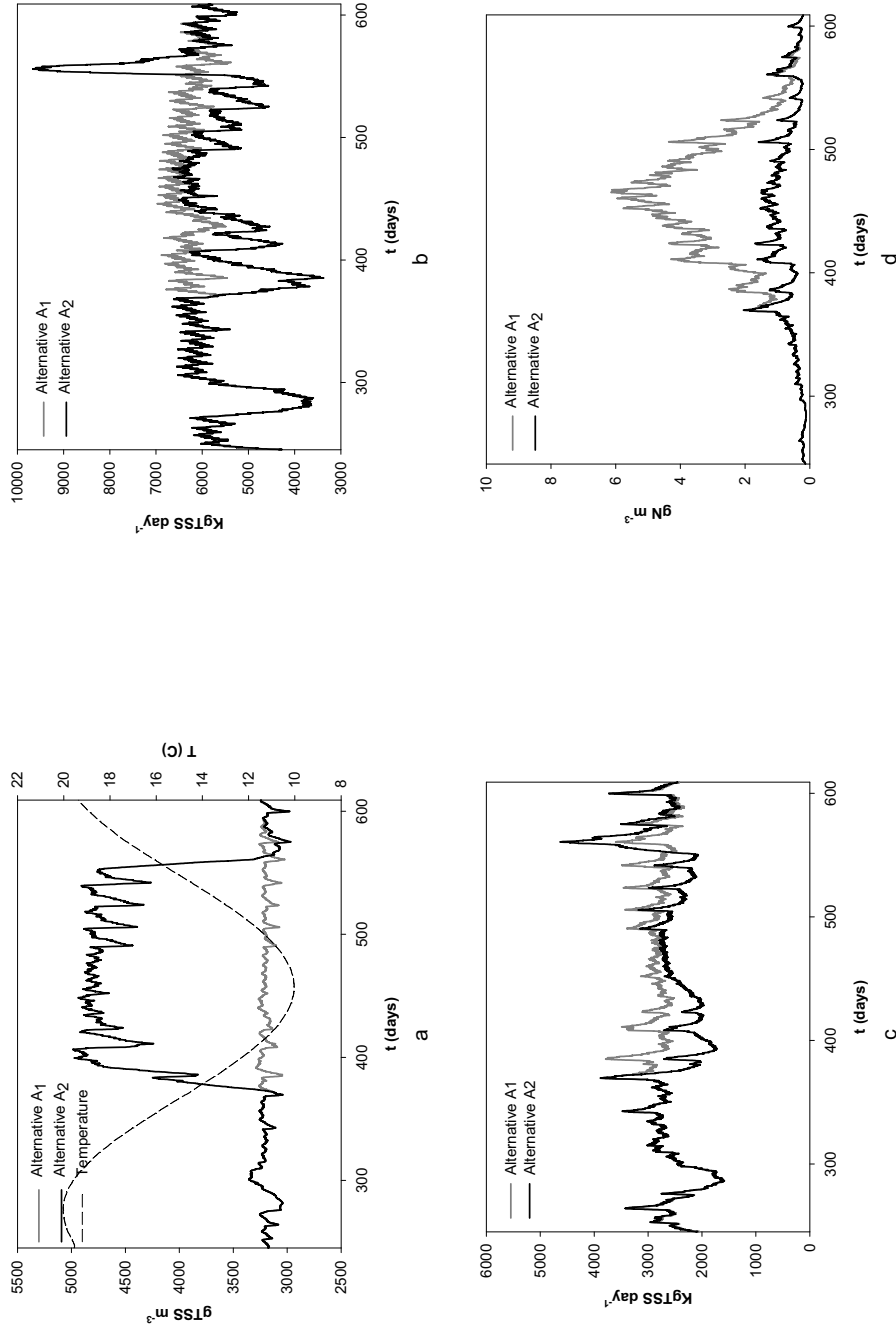 5500
5000
4500
4000
3500
3000
2500
gTSS m-3
22
20
18
16
14
12
10
8
T (C)
300
400
500
600
t (days)
Alternative A1
Alternative A2
Temperature
a
10000
9000
8000
7000
6000
5000
4000
3000
KgTSS day-1
300
400
500
600
t (days)
Alternative A1
Alternative A2
b
6000
5000
4000
3000
2000
1000
0
KgTSS day-1
300
400
500
600
t (days)
Alternative A1
Alternative A2
c
10
8
6
4
2
0
gN m-3
300
400
500
600
t (days)
Alternative A1
Alternative A2
d